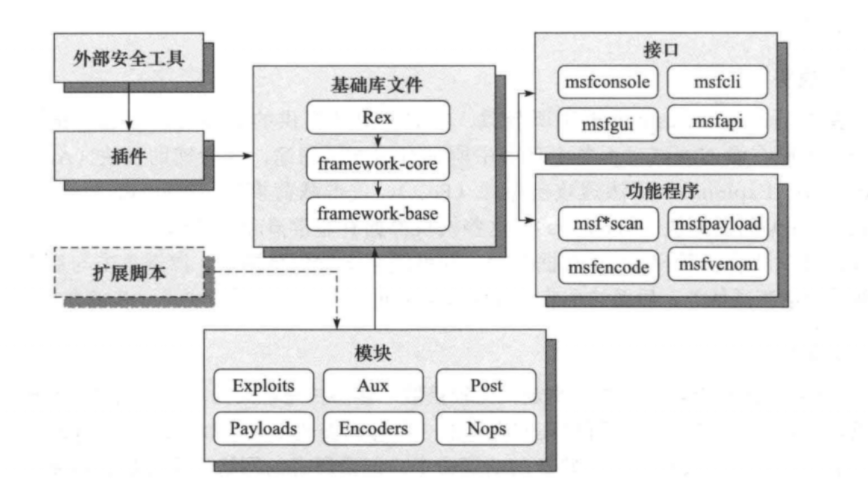 外部安全工具
插件
扩展脚本
基础库文件
Rex
framework-core
framework-base
接口
msfconsole
msfcli
msfgui
msfapi
功能程序
msf*scan
msfpayload
msfencode
msfvenom
模块
Exploits
Aux
Post
Payloads
Encoders
Nops